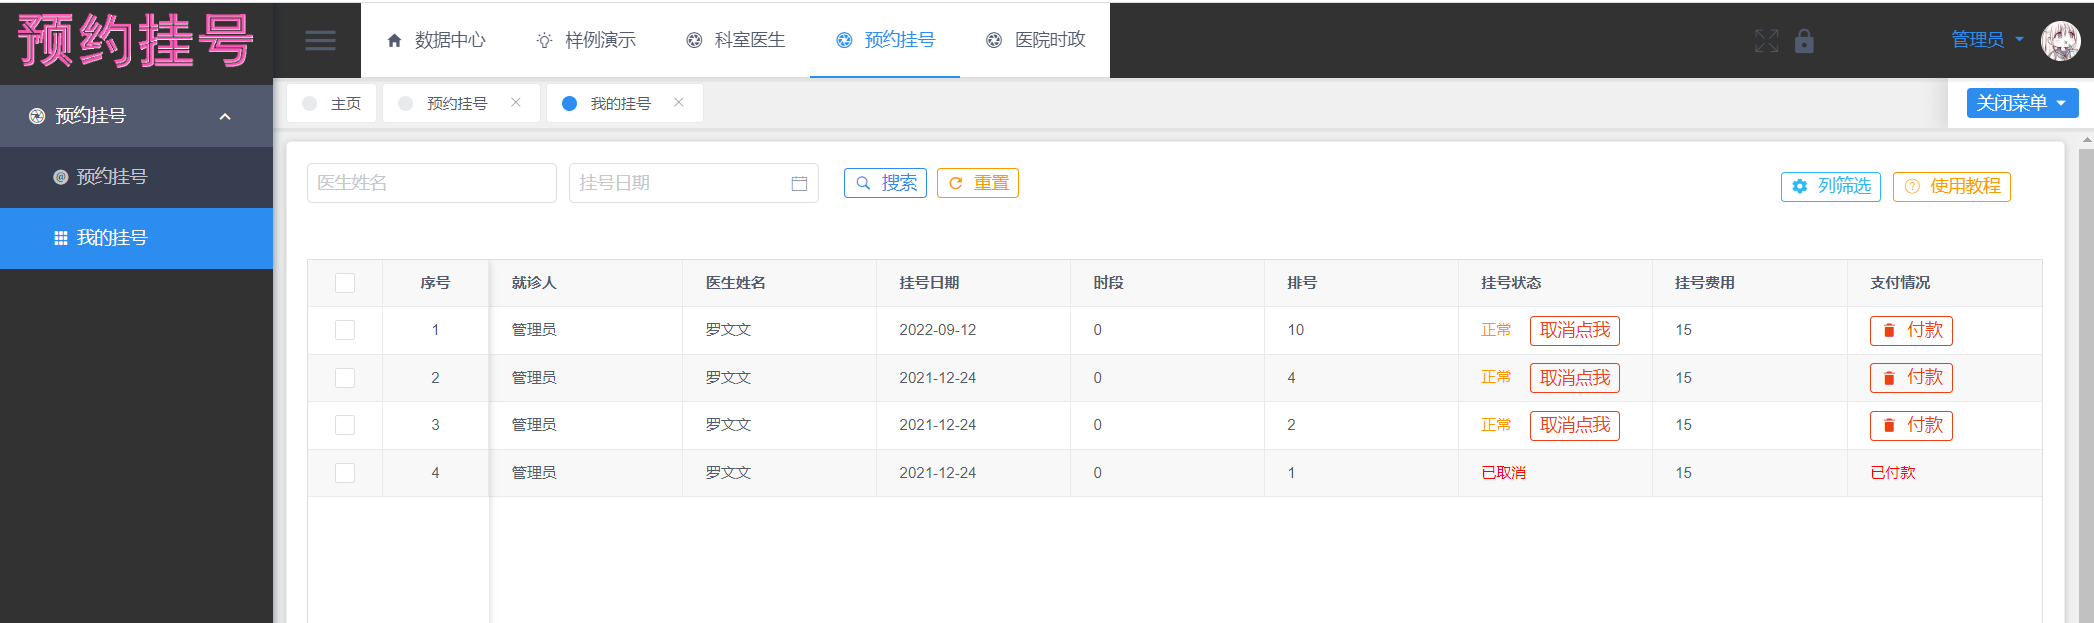 预约挂号
数据中心 样例演示 科室医生 预约挂号 医院时政
管理员
预约挂号
预约挂号
我的挂号
主页 预约挂号 我的挂号
关闭菜单
医生姓名 挂号日期 搜索 重置 列筛选 使用教程
序号 就诊人 医生姓名 挂号日期 时段 排号 挂号状态 挂号费用 支付情况
1 管理员 罗文文 2022-09-12 0 10 正常 取消点我 15 付款
2 管理员 罗文文 2021-12-24 0 4 正常 取消点我 15 付款
3 管理员 罗文文 2021-12-24 0 2 正常 取消点我 15 付款
4 管理员 罗文文 2021-12-24 0 1 已取消 15 已付款